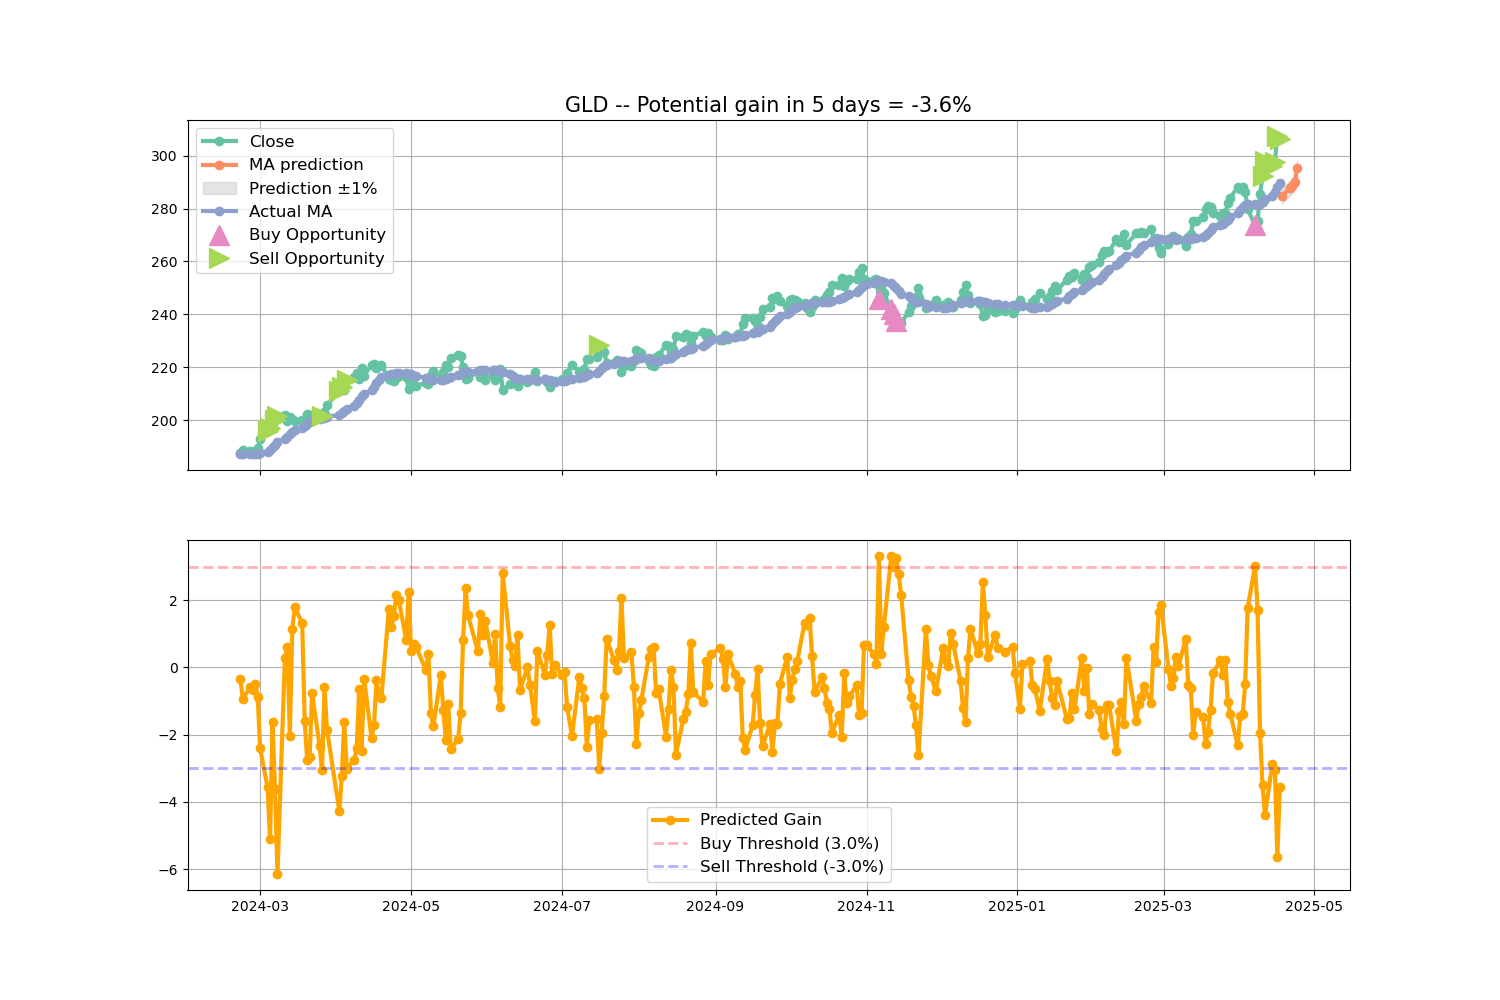 GLD -- Potential gain in 5 days = -3.6%
Close
MA prediction
Prediction ±1%
Actual MA
Buy Opportunity
Sell Opportunity
300
280
260
240
220
200
2
0
−2
−4
−6
Predicted Gain
Buy Threshold (3.0%)
Sell Threshold (-3.0%)
2024-03 2024-05 2024-07 2024-09 2024-11 2025-01 2025-03 2025-05